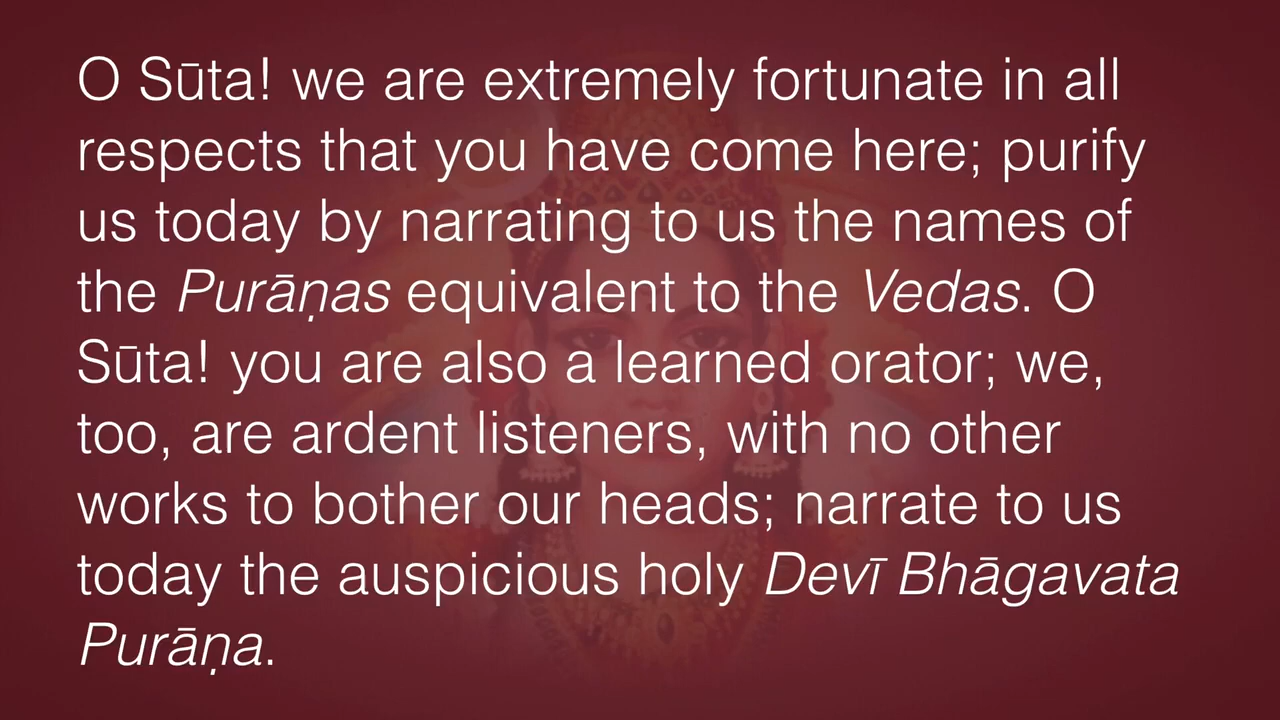 O Sūta! we are extremely fortunate in all
respects that you have come here; purify
us today by narrating to us the names of
the Purāṇas equivalent to the Vedas. O
Sūta! you are also a learned orator; we,
too, are ardent listeners, with no other
works to bother our heads; narrate to us
today the auspicious holy Devī Bhāgavata
Purāṇa.